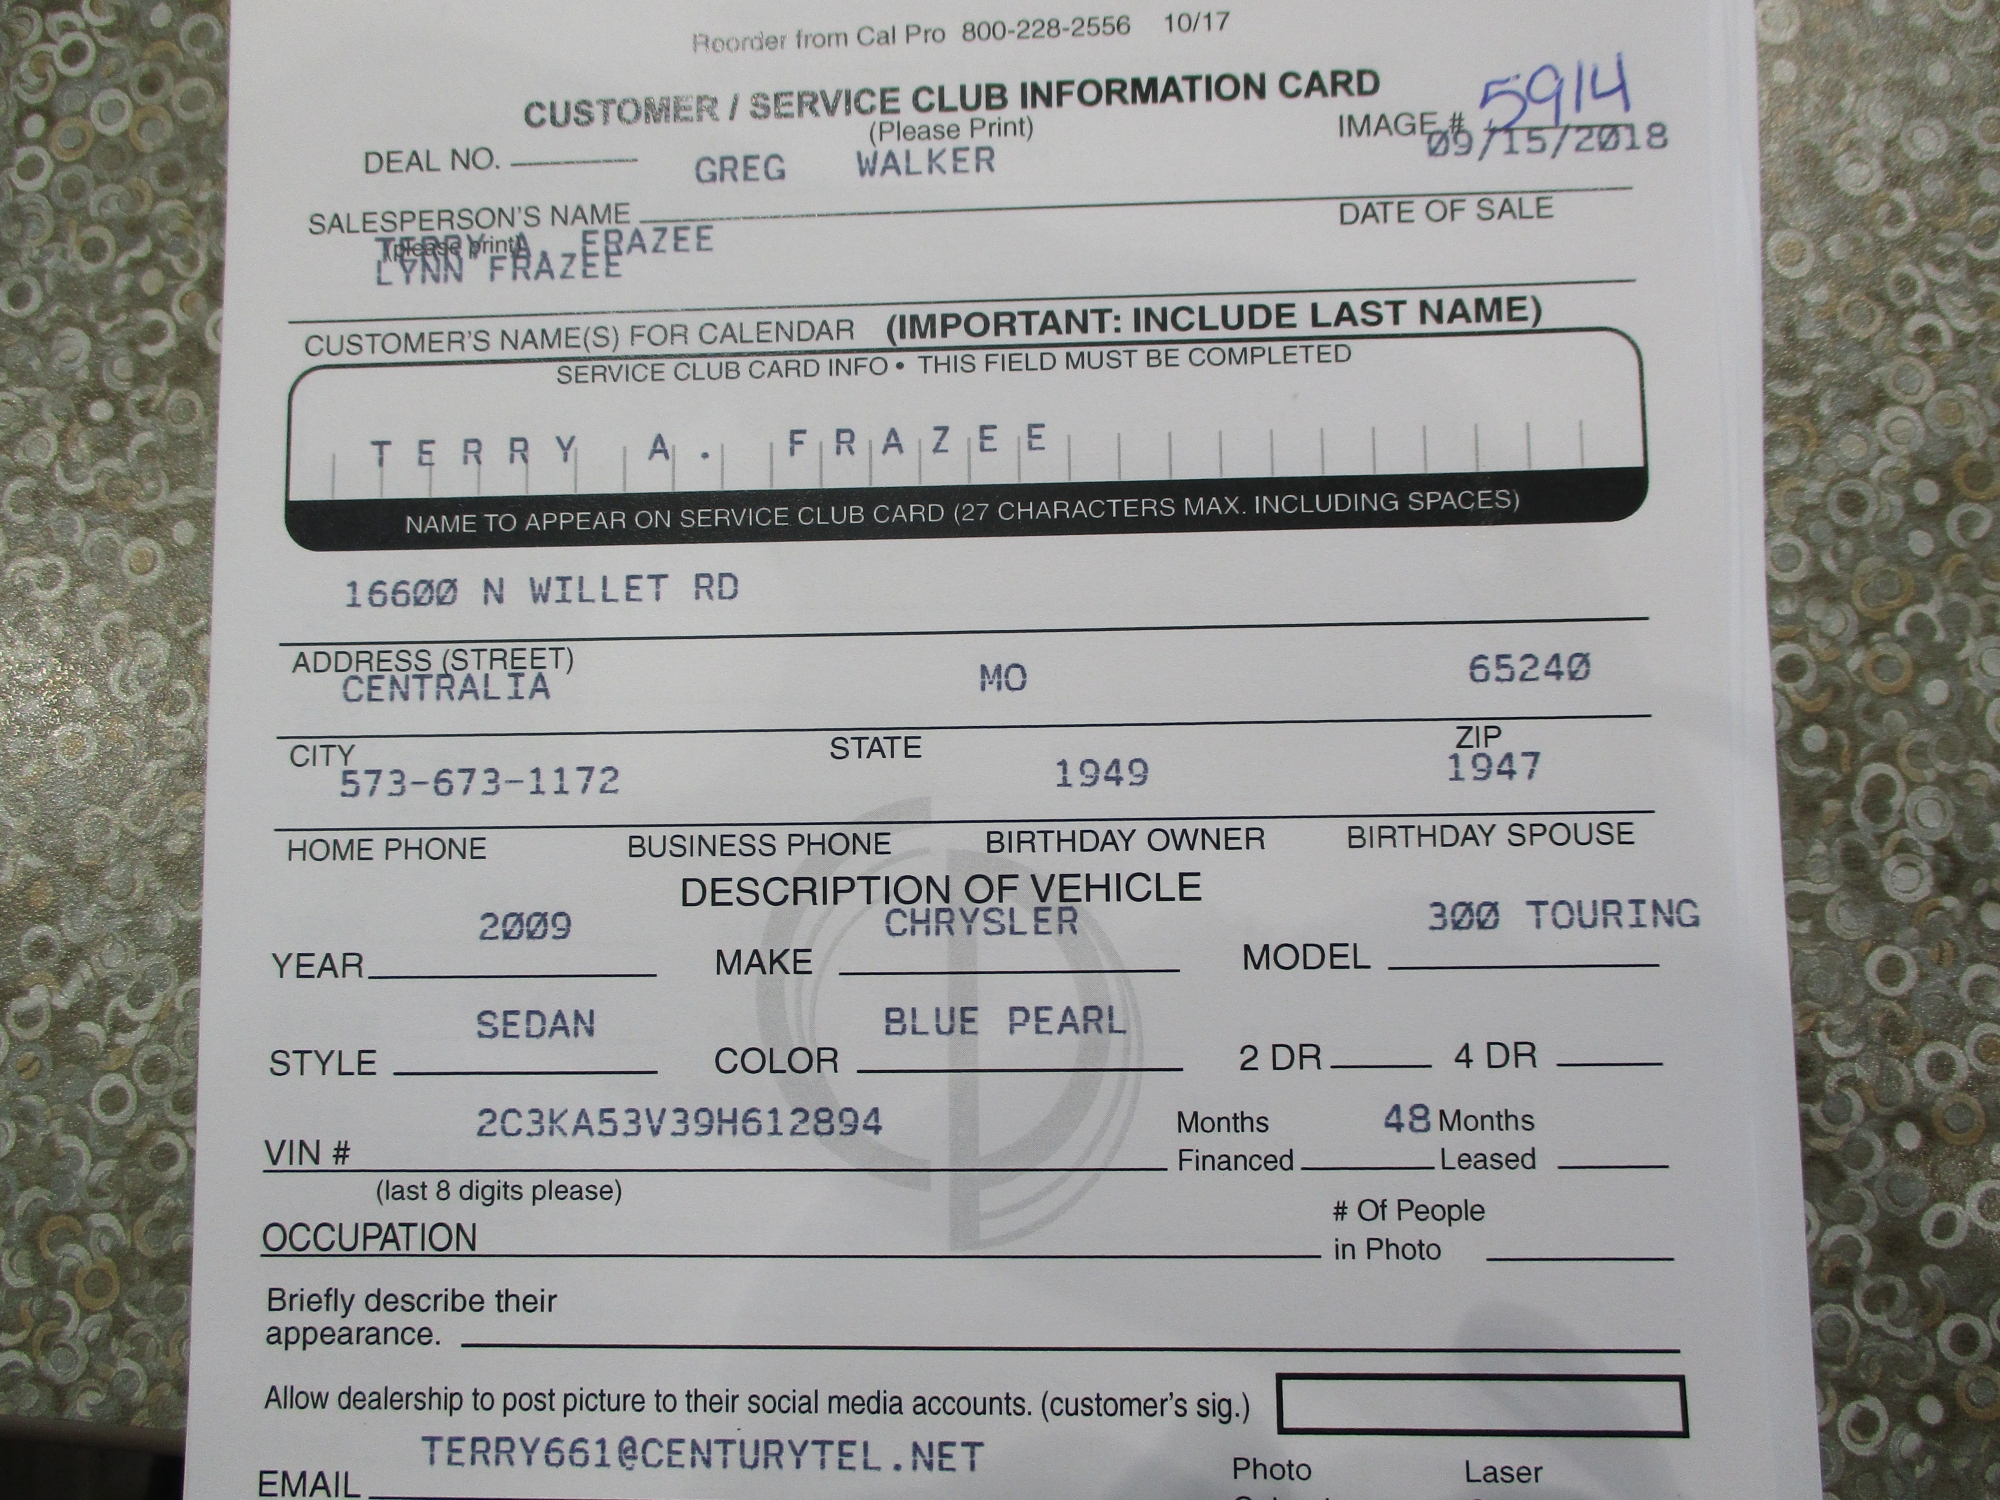 Reorder from Cal Pro 800-228-2556 10/17
CUSTOMER / SERVICE CLUB INFORMATION CARD
(Please Print)
IMAGE # 5914
DEAL NO. GREG WALKER 09/15/2018
SALESPERSON'S NAME DATE OF SALE
(please print)
TERRY A. FRAZEE
LYNN FRAZEE
CUSTOMER'S NAME(S) FOR CALENDAR (IMPORTANT: INCLUDE LAST NAME)
SERVICE CLUB CARD INFO • THIS FIELD MUST BE COMPLETED
TERRY A. FRAZEE
NAME TO APPEAR ON SERVICE CLUB CARD (27 CHARACTERS MAX. INCLUDING SPACES)
16600 N WILLET RD
ADDRESS (STREET)
CENTRALIA MO 65240
CITY STATE ZIP
573-673-1172 1949 1947
HOME PHONE BUSINESS PHONE BIRTHDAY OWNER BIRTHDAY SPOUSE
DESCRIPTION OF VEHICLE
2009 CHRYSLER 300 TOURING
YEAR MAKE MODEL
SEDAN BLUE PEARL
STYLE COLOR 2 DR 4 DR
2C3KA53V39H612894 Months 48 Months
VIN # Financed Leased
(last 8 digits please)
# Of People
OCCUPATION in Photo
Briefly describe their
appearance.
Allow dealership to post picture to their social media accounts. (customer's sig.)
TERRY661@CENTURYTEL.NET
EMAIL Photo Laser